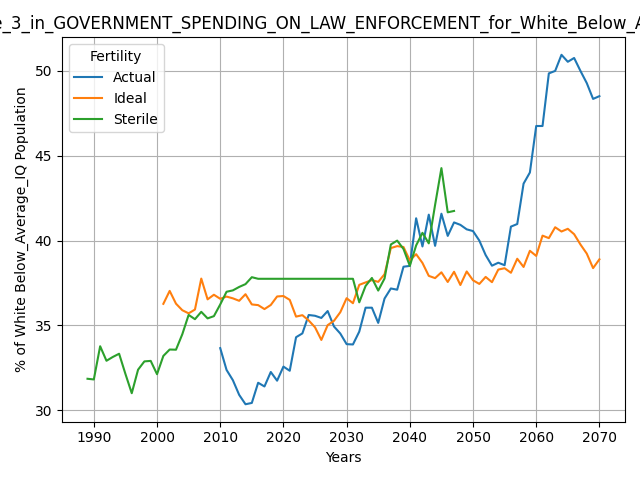 e_3_in_GOVERNMENT_SPENDING_ON_LAW_ENFORCEMENT_for_White_Below_A
Fertility
Actual
Ideal
Sterile
% of White Below_Average_IQ Population
50
45
40
35
30
1990 2000 2010 2020 2030 2040 2050 2060 2070
Years